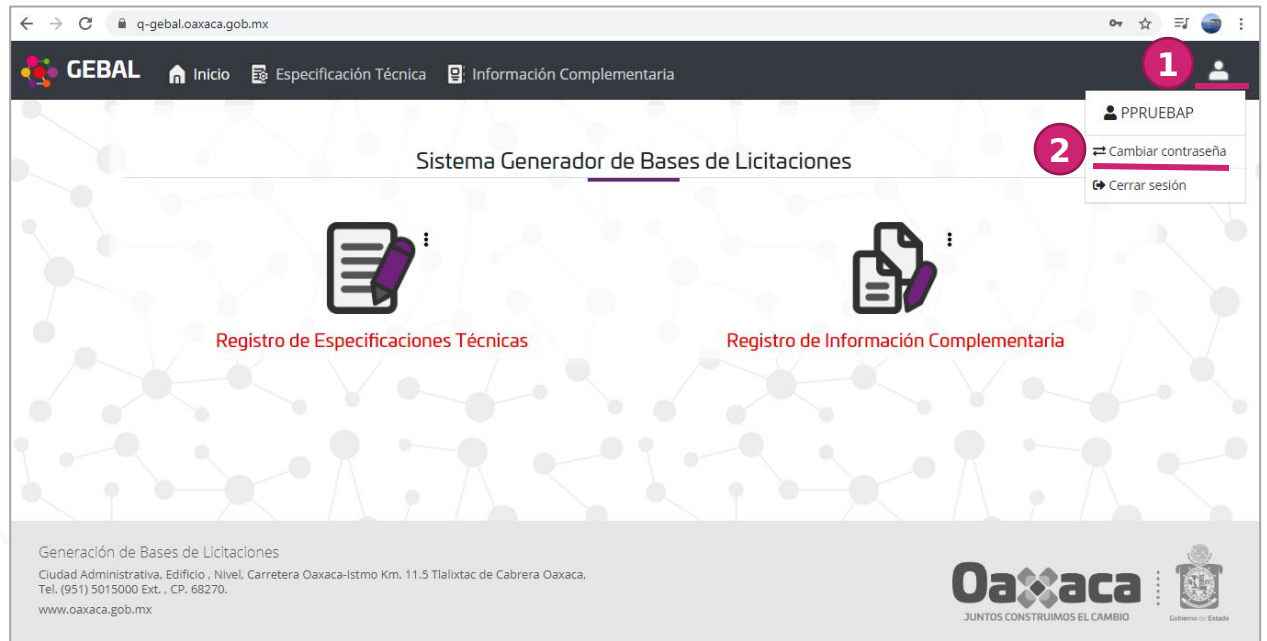 q-gebal.oaxaca.gob.mx
GEBAL Inicio Especificación Técnica Información Complementaria 1
PPRUEBAP
2 Cambiar contraseña
Cerrar sesión
Sistema Generador de Bases de Licitaciones
Registro de Especificaciones Técnicas Registro de Información Complementaria
Generación de Bases de Licitaciones
Ciudad Administrativa, Edificio , Nivel, Carretera Oaxaca-Istmo Km. 11.5 Tlalixtac de Cabrera Oaxaca,
Tel. (951) 5015000 Ext. , CP. 68270.
www.oaxaca.gob.mx
Oaxaca
JUNTOS CONSTRUIMOS EL CAMBIO
Gobierno del Estado